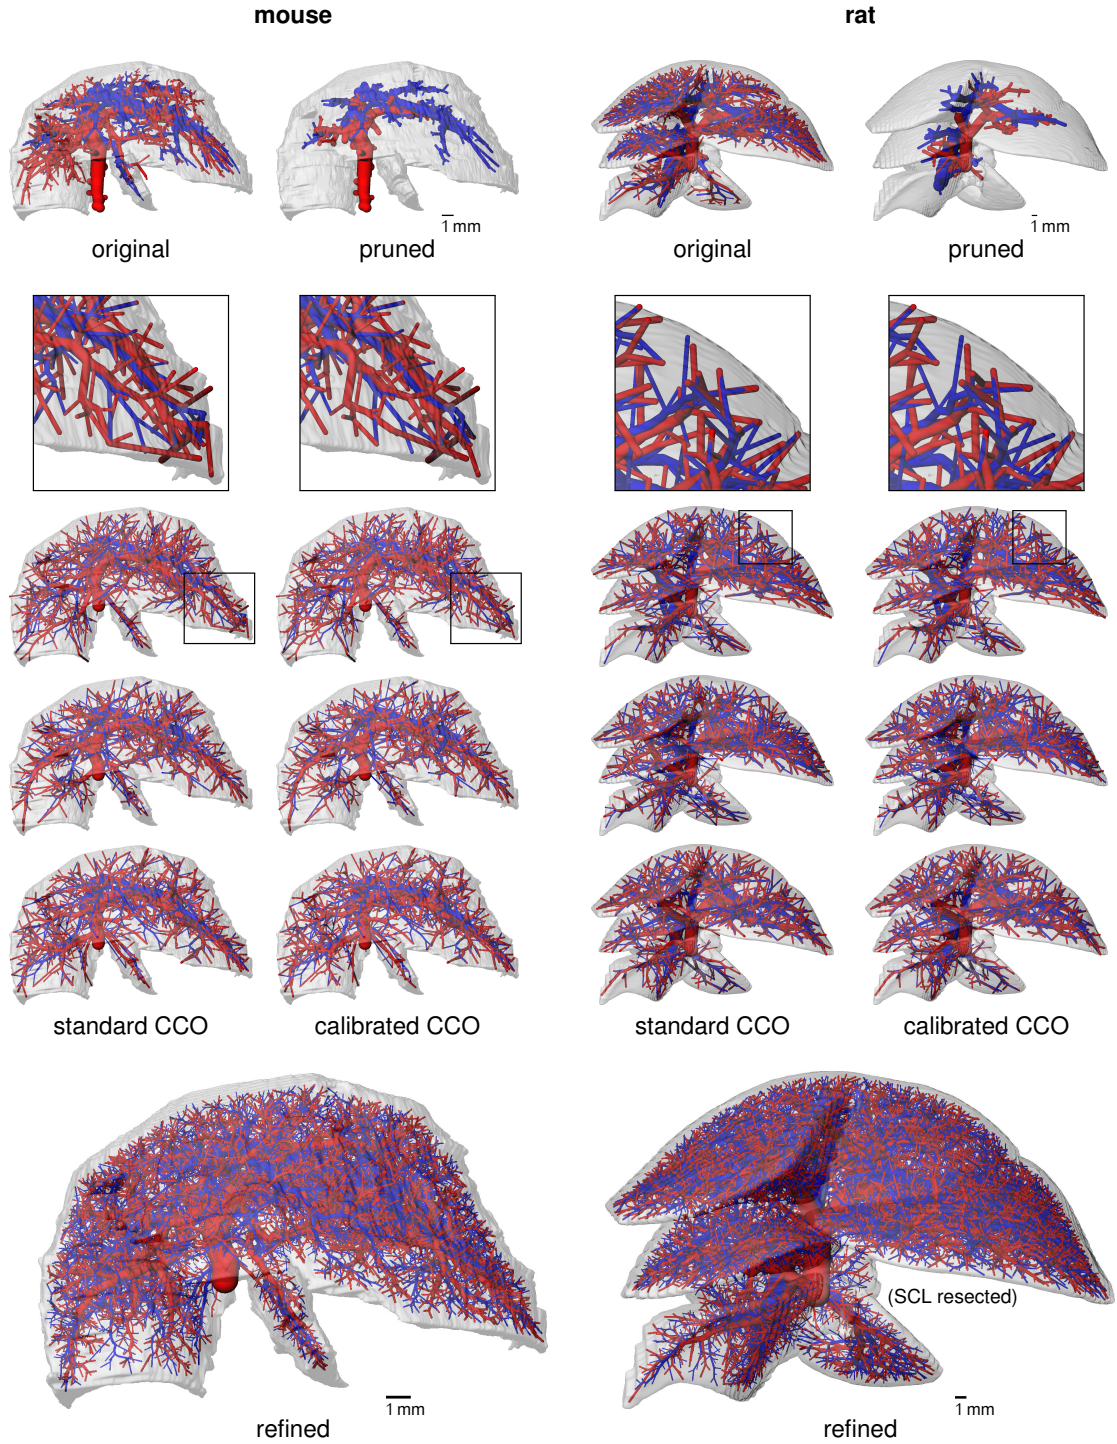 mouse
rat
1 mm
1 mm
original
pruned
original
pruned
standard CCO
calibrated CCO
standard CCO
calibrated CCO
(SCL resected)
1 mm
1 mm
refined
refined